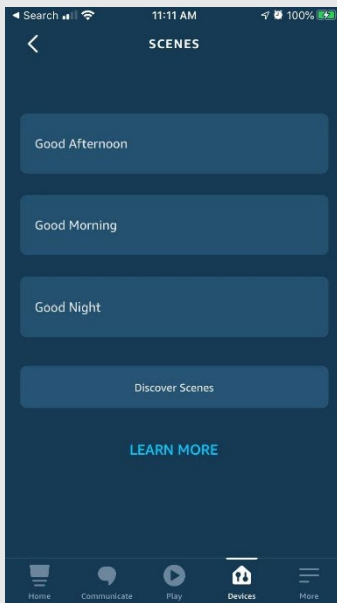 Search 11:11 AM 100%
SCENES
Good Afternoon
Good Morning
Good Night
Discover Scenes
LEARN MORE
Home Communicate Play Devices More